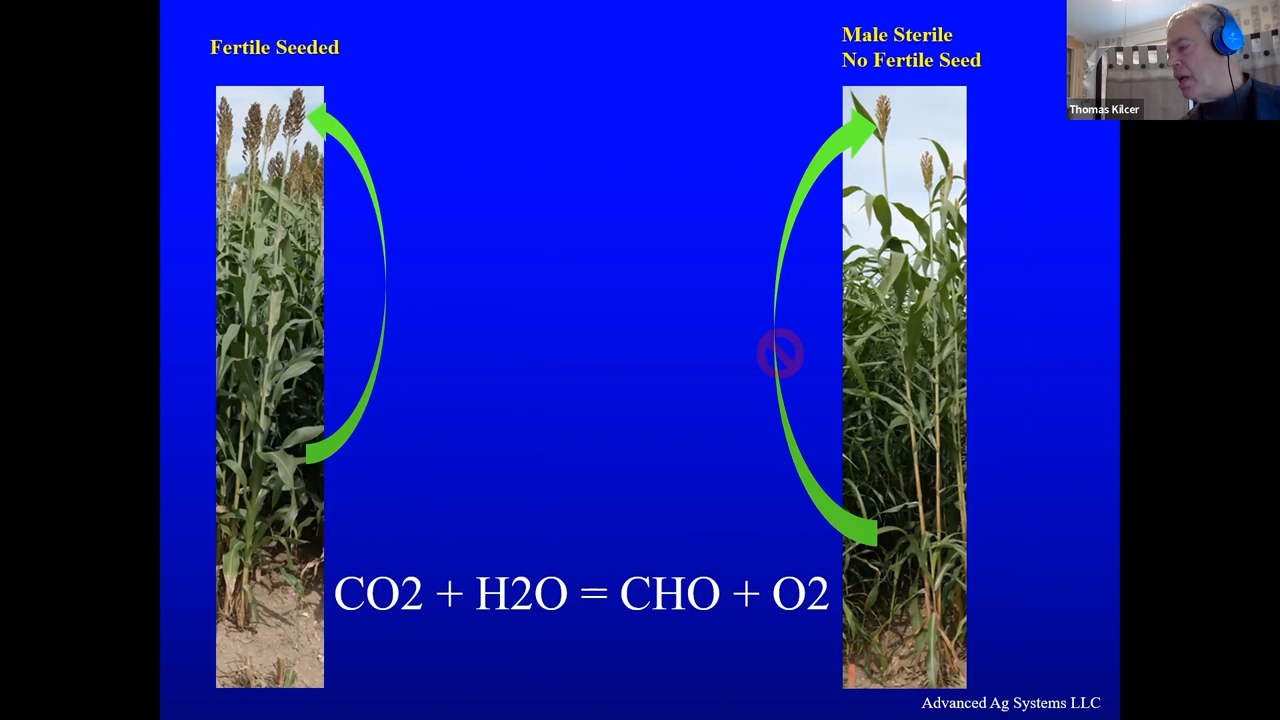 Fertile Seeded
Male Sterile
No Fertile Seed
Thomas Kilcer
CO2 + H2O = CHO + O2
Advanced Ag Systems LLC